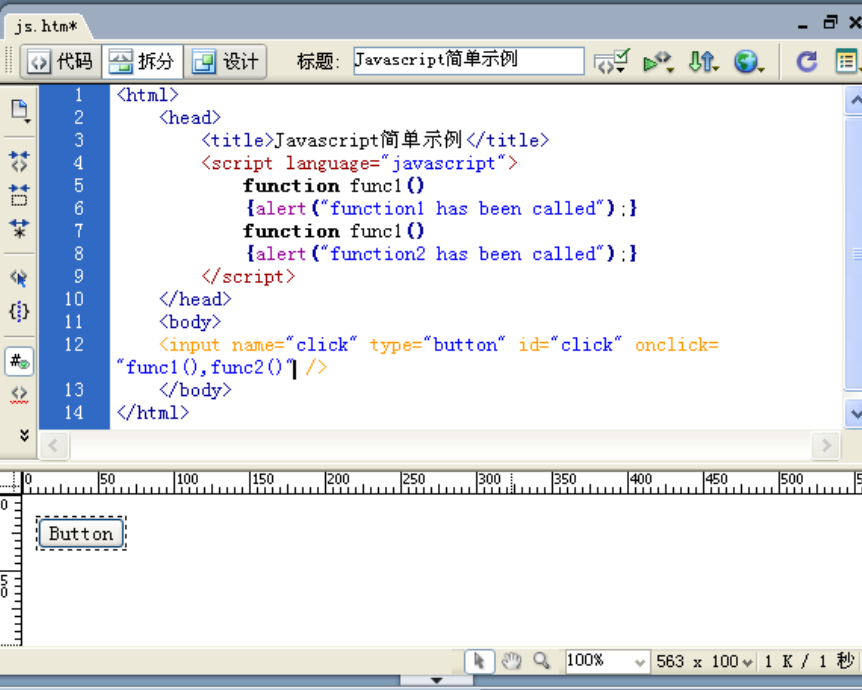 js.htm*
代码 拆分 设计 标题: Javascript简单示例
1 <html>
2 <head>
3 <title>Javascript简单示例</title>
4 <script language="javascript">
5 function func1()
6 {alert("function1 has been called");}
7 function func1()
8 {alert("function2 has been called");}
9 </script>
10 </head>
11 <body>
12 <input name="click" type="button" id="click" onclick=
"func1(),func2()" />
13 </body>
14 </html>
0 50 100 150 200 250 300 350 400 450 500
0
Button
50
100% 563 x 100 1 K / 1 秒